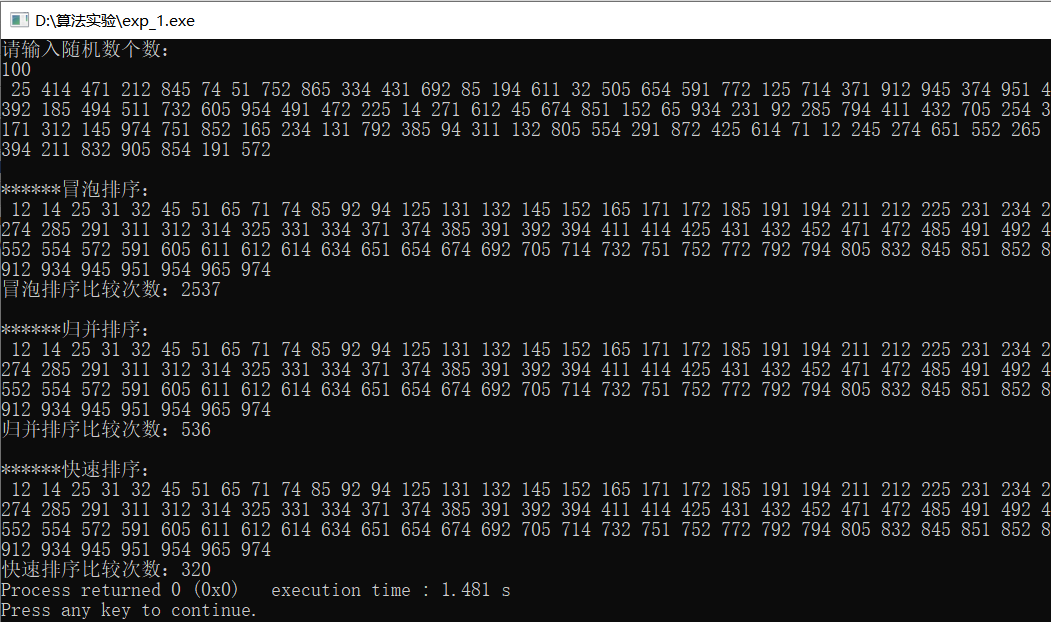 D:\算法实验\exp_1.exe
请输入随机数个数：
100
25 414 471 212 845 74 51 752 865 334 431 692 85 194 611 32 505 654 591 772 125 714 371 912 945 374 951 4
392 185 494 511 732 605 954 491 472 225 14 271 612 45 674 851 152 65 934 231 92 285 794 411 432 705 254 3
171 312 145 974 751 852 165 234 131 792 385 94 311 132 805 554 291 872 425 614 71 12 245 274 651 552 265
394 211 832 905 854 191 572
******冒泡排序：
12 14 25 31 32 45 51 65 71 74 85 92 94 125 131 132 145 152 165 171 172 185 191 194 211 212 225 231 234 2
274 285 291 311 312 314 325 331 334 371 374 385 391 392 394 411 414 425 431 432 452 471 472 485 491 492 4
552 554 572 591 605 611 612 614 634 651 654 674 692 705 714 732 751 752 772 792 794 805 832 845 851 852 8
912 934 945 951 954 965 974
冒泡排序比较次数：2537
******归并排序：
12 14 25 31 32 45 51 65 71 74 85 92 94 125 131 132 145 152 165 171 172 185 191 194 211 212 225 231 234 2
274 285 291 311 312 314 325 331 334 371 374 385 391 392 394 411 414 425 431 432 452 471 472 485 491 492 4
552 554 572 591 605 611 612 614 634 651 654 674 692 705 714 732 751 752 772 792 794 805 832 845 851 852 8
912 934 945 951 954 965 974
归并排序比较次数：536
******快速排序：
12 14 25 31 32 45 51 65 71 74 85 92 94 125 131 132 145 152 165 171 172 185 191 194 211 212 225 231 234 2
274 285 291 311 312 314 325 331 334 371 374 385 391 392 394 411 414 425 431 432 452 471 472 485 491 492 4
552 554 572 591 605 611 612 614 634 651 654 674 692 705 714 732 751 752 772 792 794 805 832 845 851 852 8
912 934 945 951 954 965 974
快速排序比较次数：320
Process returned 0 (0x0)   execution time : 1.481 s
Press any key to continue.